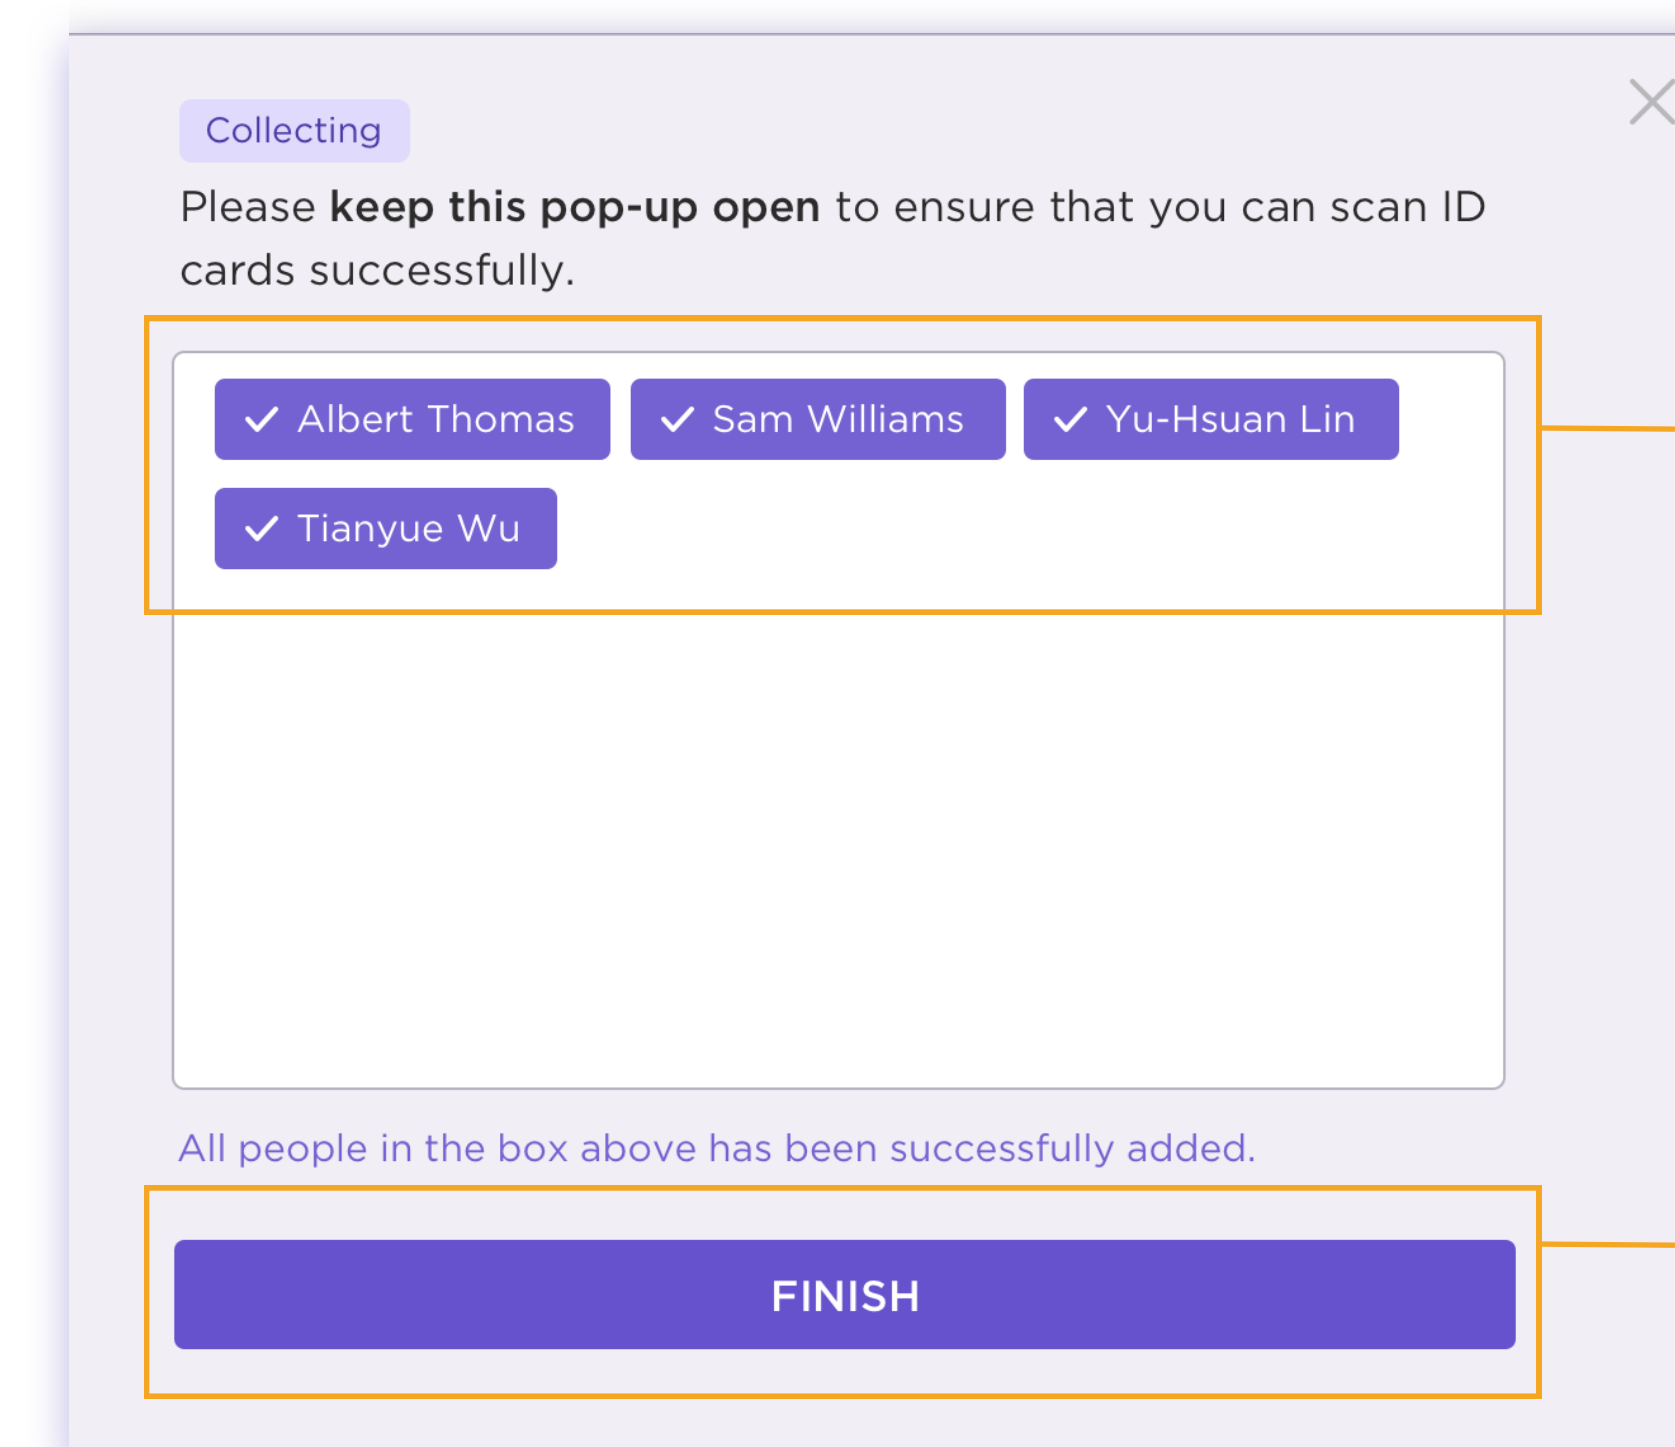 Collecting
Please keep this pop-up open to ensure that you can scan ID
cards successfully.
Albert Thomas Sam Williams Yu-Hsuan Lin
Tianyue Wu
All people in the box above has been successfully added.
FINISH